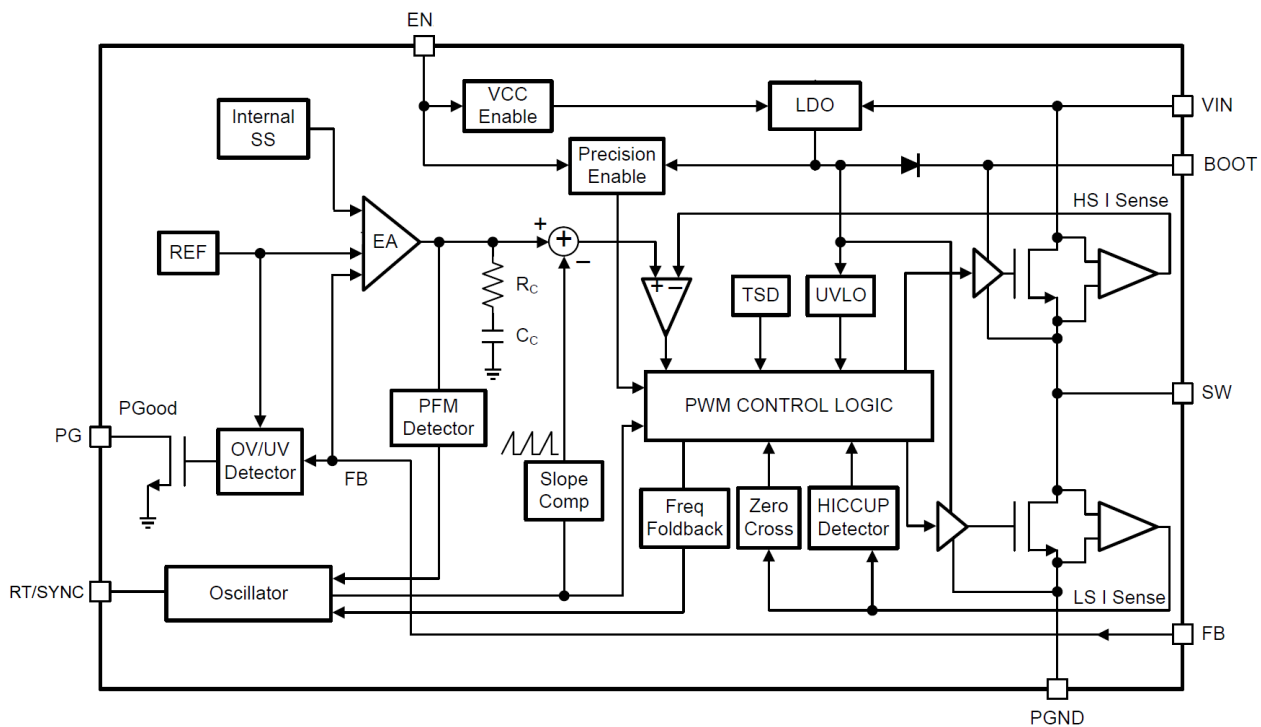 EN
VCC
Enable
LDO
VIN
Internal
SS
Precision
Enable
BOOT
HS I Sense
EA
REF
+
+
−
R_C
C_C
+ −
TSD
UVLO
PWM CONTROL LOGIC
SW
PGood
PG
PFM
Detector
OV/UV
Detector
FB
Slope
Comp
Freq
Foldback
Zero
Cross
HICCUP
Detector
RT/SYNC
Oscillator
LS I Sense
FB
PGND